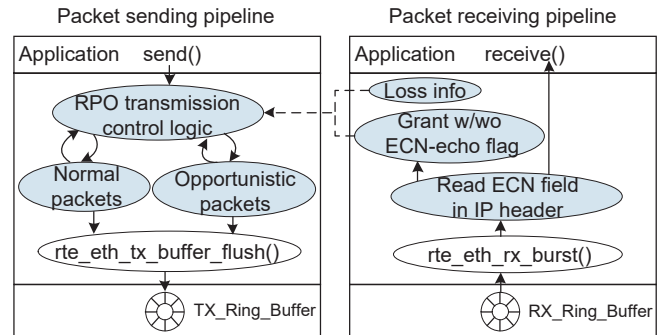 Packet sending pipeline
Application send()
RPO transmission
control logic
Normal
packets
Opportunistic
packets
rte_eth_tx_buffer_flush()
TX_Ring_Buffer
Packet receiving pipeline
Application receive()
Loss info
Grant w/wo
ECN-echo flag
Read ECN field
in IP header
rte_eth_rx_burst()
RX_Ring_Buffer